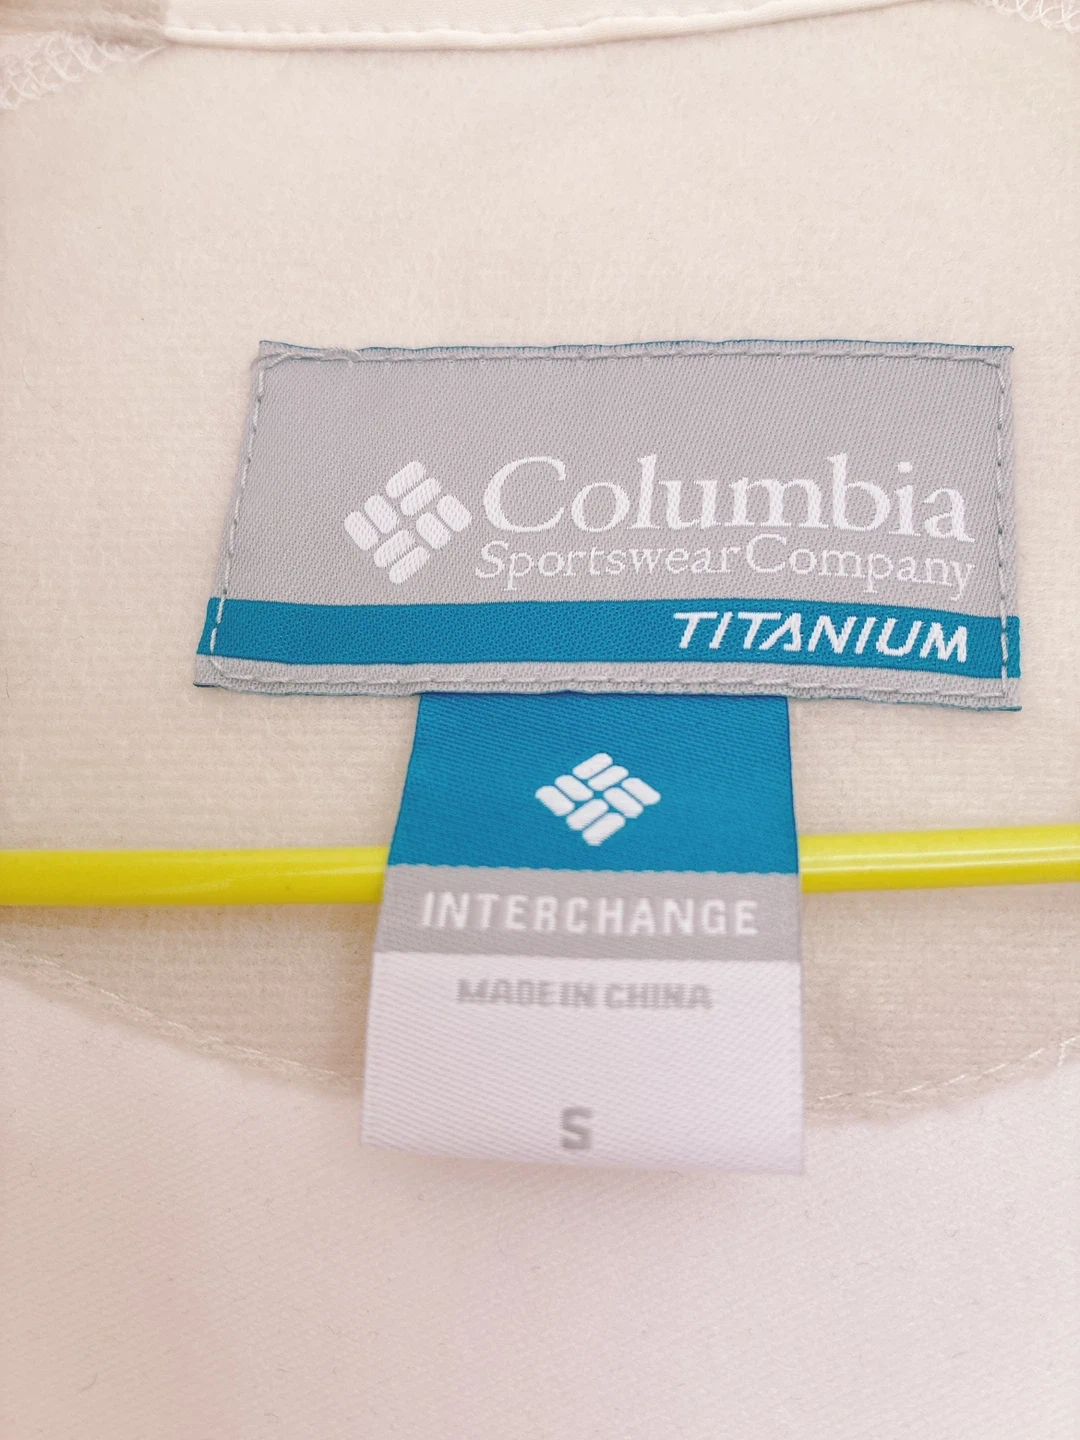 Columbia
Sportswear Company
TITANIUM
INTERCHANGE
MADE IN CHINA
S